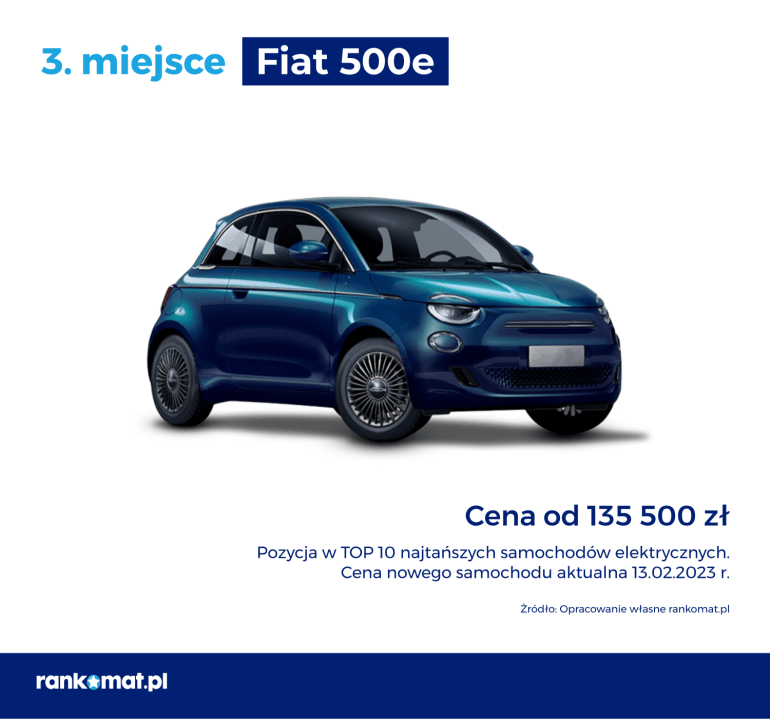 3. miejsce Fiat 500e
Cena od 135 500 zł
Pozycja w TOP 10 najtańszych samochodów elektrycznych.
Cena nowego samochodu aktualna 13.02.2023 r.
Źródło: Opracowanie własne rankomat.pl
rankomat.pl